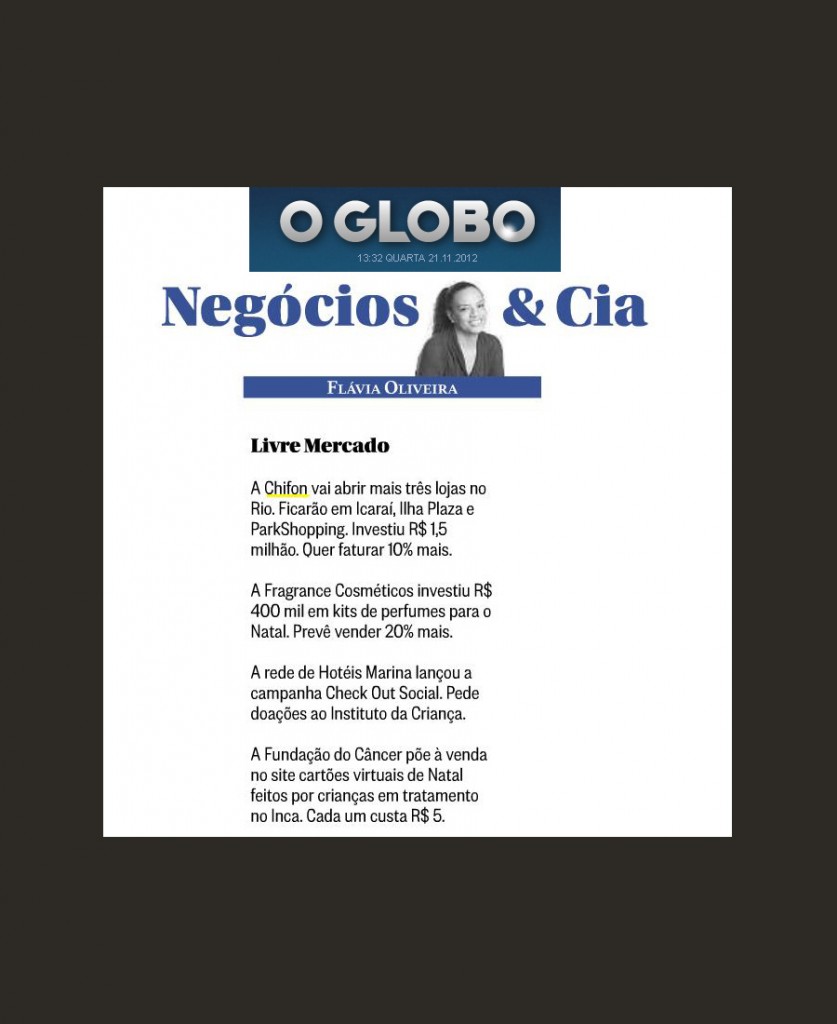 O GLOBO
13:32 QUARTA 21.11.2012
Negócios & Cia
FLÁVIA OLIVEIRA
Livre Mercado
A Chifon vai abrir mais três lojas no
Rio. Ficarão em Icaraí, Ilha Plaza e
ParkShopping. Investiu R$ 1,5
milhão. Quer faturar 10% mais.
A Fragrance Cosméticos investiu R$
400 mil em kits de perfumes para o
Natal. Prevê vender 20% mais.
A rede de Hotéis Marina lançou a
campanha Check Out Social. Pede
doações ao Instituto da Criança.
A Fundação do Câncer põe à venda
no site cartões virtuais de Natal
feitos por crianças em tratamento
no Inca. Cada um custa R$ 5.